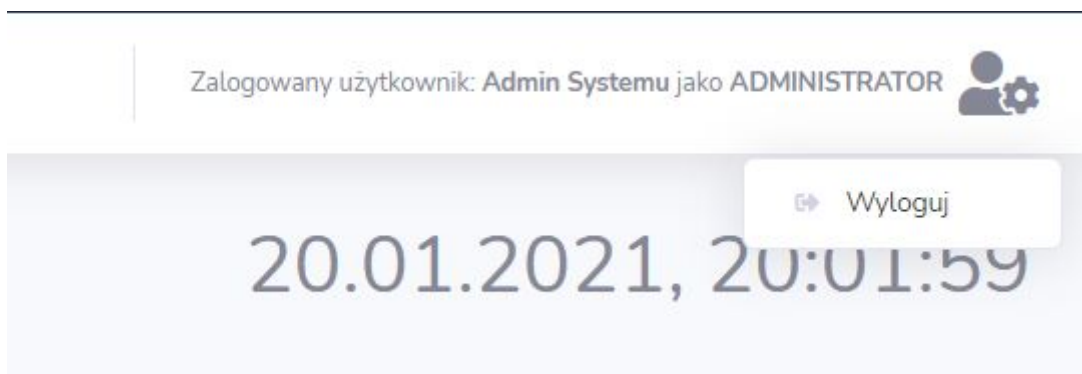 Zalogowany użytkownik: Admin Systemu jako ADMINISTRATOR
Wyloguj
20.01.2021, 20:01:59